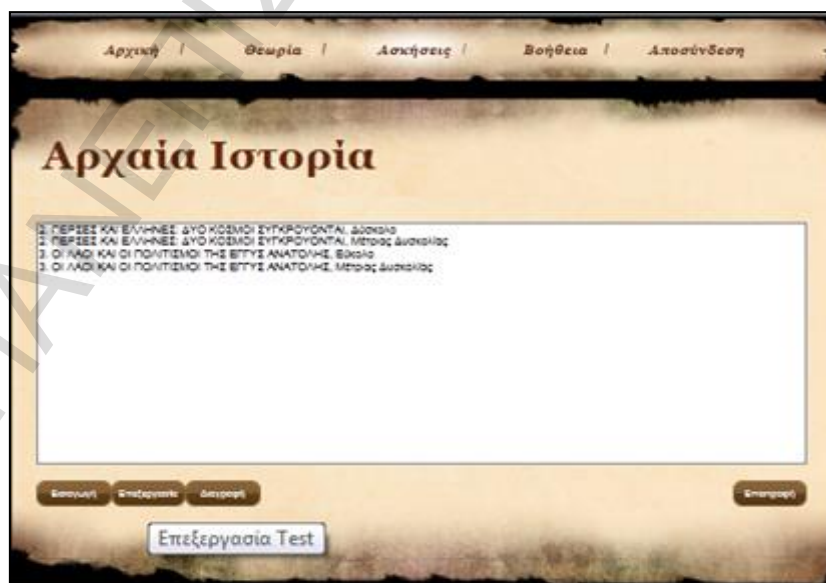 Αρχική / Θεωρία / Ασκήσεις / Βοήθεια / Αποσύνδεση
Αρχαία Ιστορία
2. ΠΕΡΣΕΣ ΚΑΙ ΕΛΛΗΝΕΣ: ΔΥΟ ΚΟΣΜΟΙ ΣΥΓΚΡΟΥΟΝΤΑΙ, Δύσκολο
2. ΠΕΡΣΕΣ ΚΑΙ ΕΛΛΗΝΕΣ: ΔΥΟ ΚΟΣΜΟΙ ΣΥΓΚΡΟΥΟΝΤΑΙ, Μέτριας Δυσκολίας
3. ΟΙ ΛΑΟΙ ΚΑΙ ΟΙ ΠΟΛΙΤΙΣΜΟΙ ΤΗΣ ΕΓΓΥΣ ΑΝΑΤΟΛΗΣ, Εύκολο
3. ΟΙ ΛΑΟΙ ΚΑΙ ΟΙ ΠΟΛΙΤΙΣΜΟΙ ΤΗΣ ΕΓΓΥΣ ΑΝΑΤΟΛΗΣ, Μέτριας Δυσκολίας
Εισαγωγή Επεξεργασία Διαγραφή Επιστροφή
Επεξεργασία Test